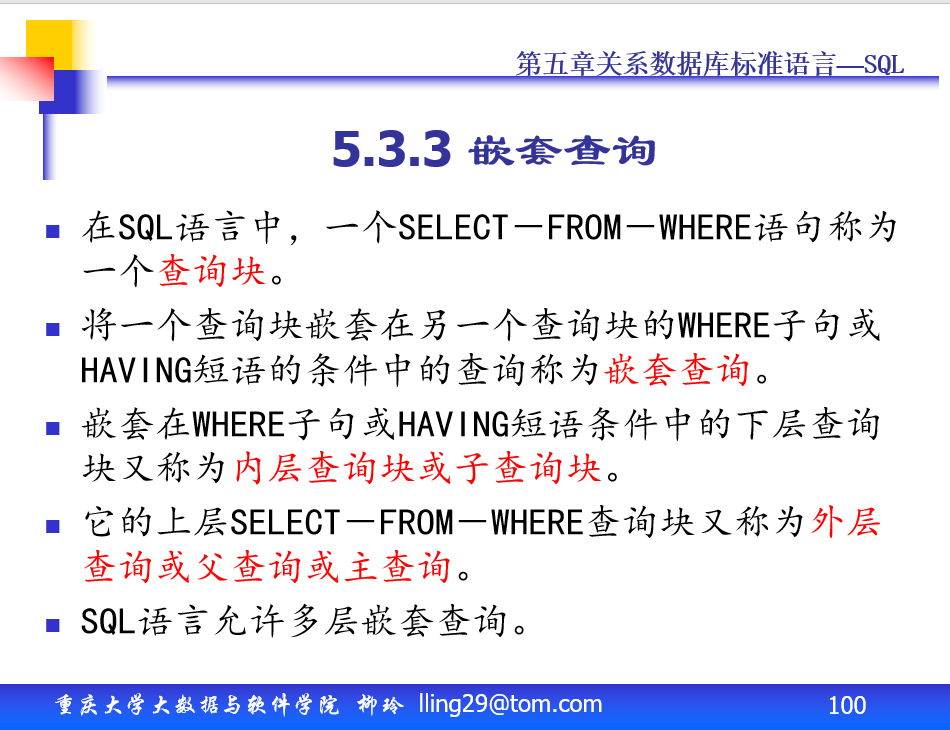 第五章关系数据库标准语言—SQL
5.3.3 嵌套查询
在SQL语言中，一个SELECT－FROM－WHERE语句称为
一个查询块。
将一个查询块嵌套在另一个查询块的WHERE子句或
HAVING短语的条件中的查询称为嵌套查询。
嵌套在WHERE子句或HAVING短语条件中的下层查询
块又称为内层查询块或子查询块。
它的上层SELECT－FROM－WHERE查询块又称为外层
查询或父查询或主查询。
SQL语言允许多层嵌套查询。
重庆大学大数据与软件学院 柳玲 lling29@tom.com 100